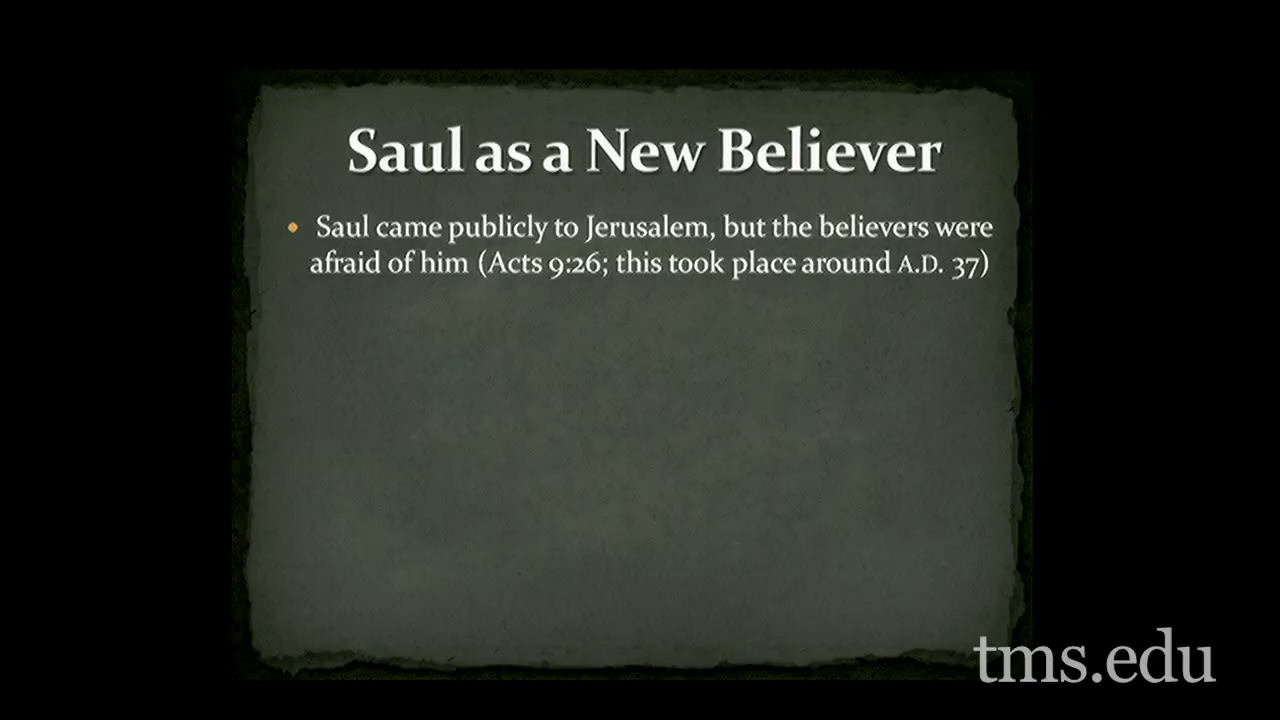 Saul as a New Believer
• Saul came publicly to Jerusalem, but the believers were
afraid of him (Acts 9:26; this took place around A.D. 37)
tms.edu